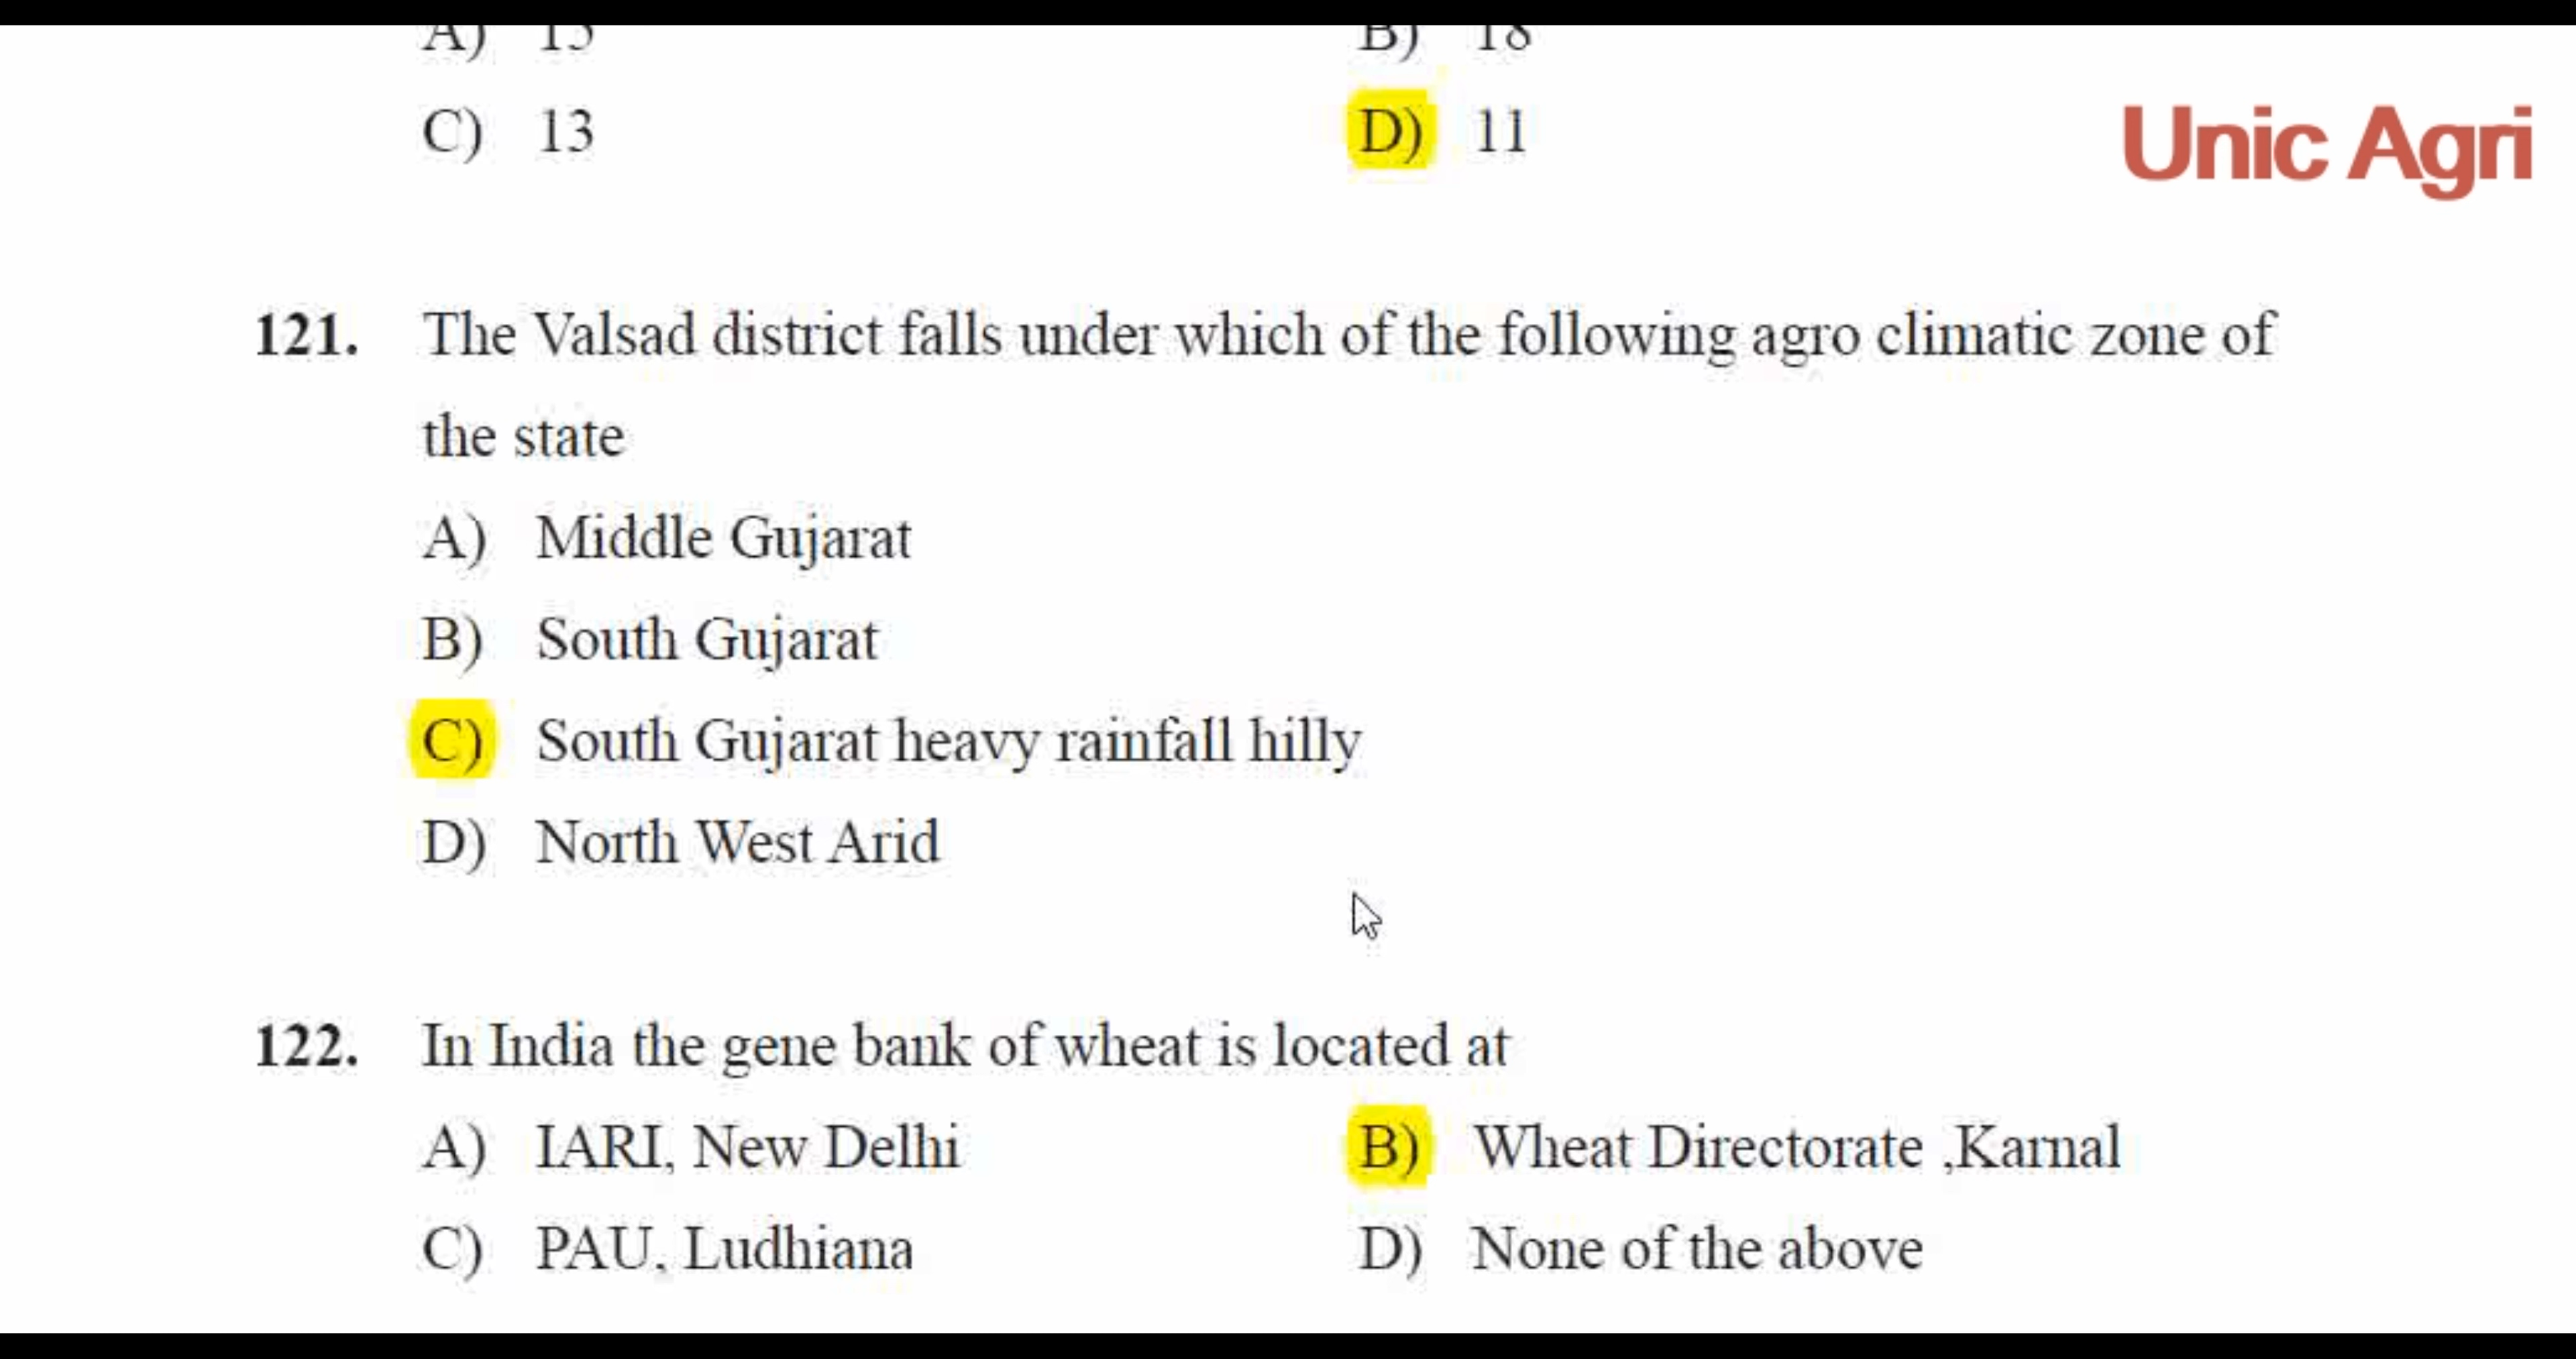 A) 15 B) 18
C) 13 D) 11
Unic Agri
121. The Valsad district falls under which of the following agro climatic zone of
the state
A) Middle Gujarat
B) South Gujarat
C) South Gujarat heavy rainfall hilly
D) North West Arid
122. In India the gene bank of wheat is located at
A) IARI, New Delhi B) Wheat Directorate ,Karnal
C) PAU, Ludhiana D) None of the above